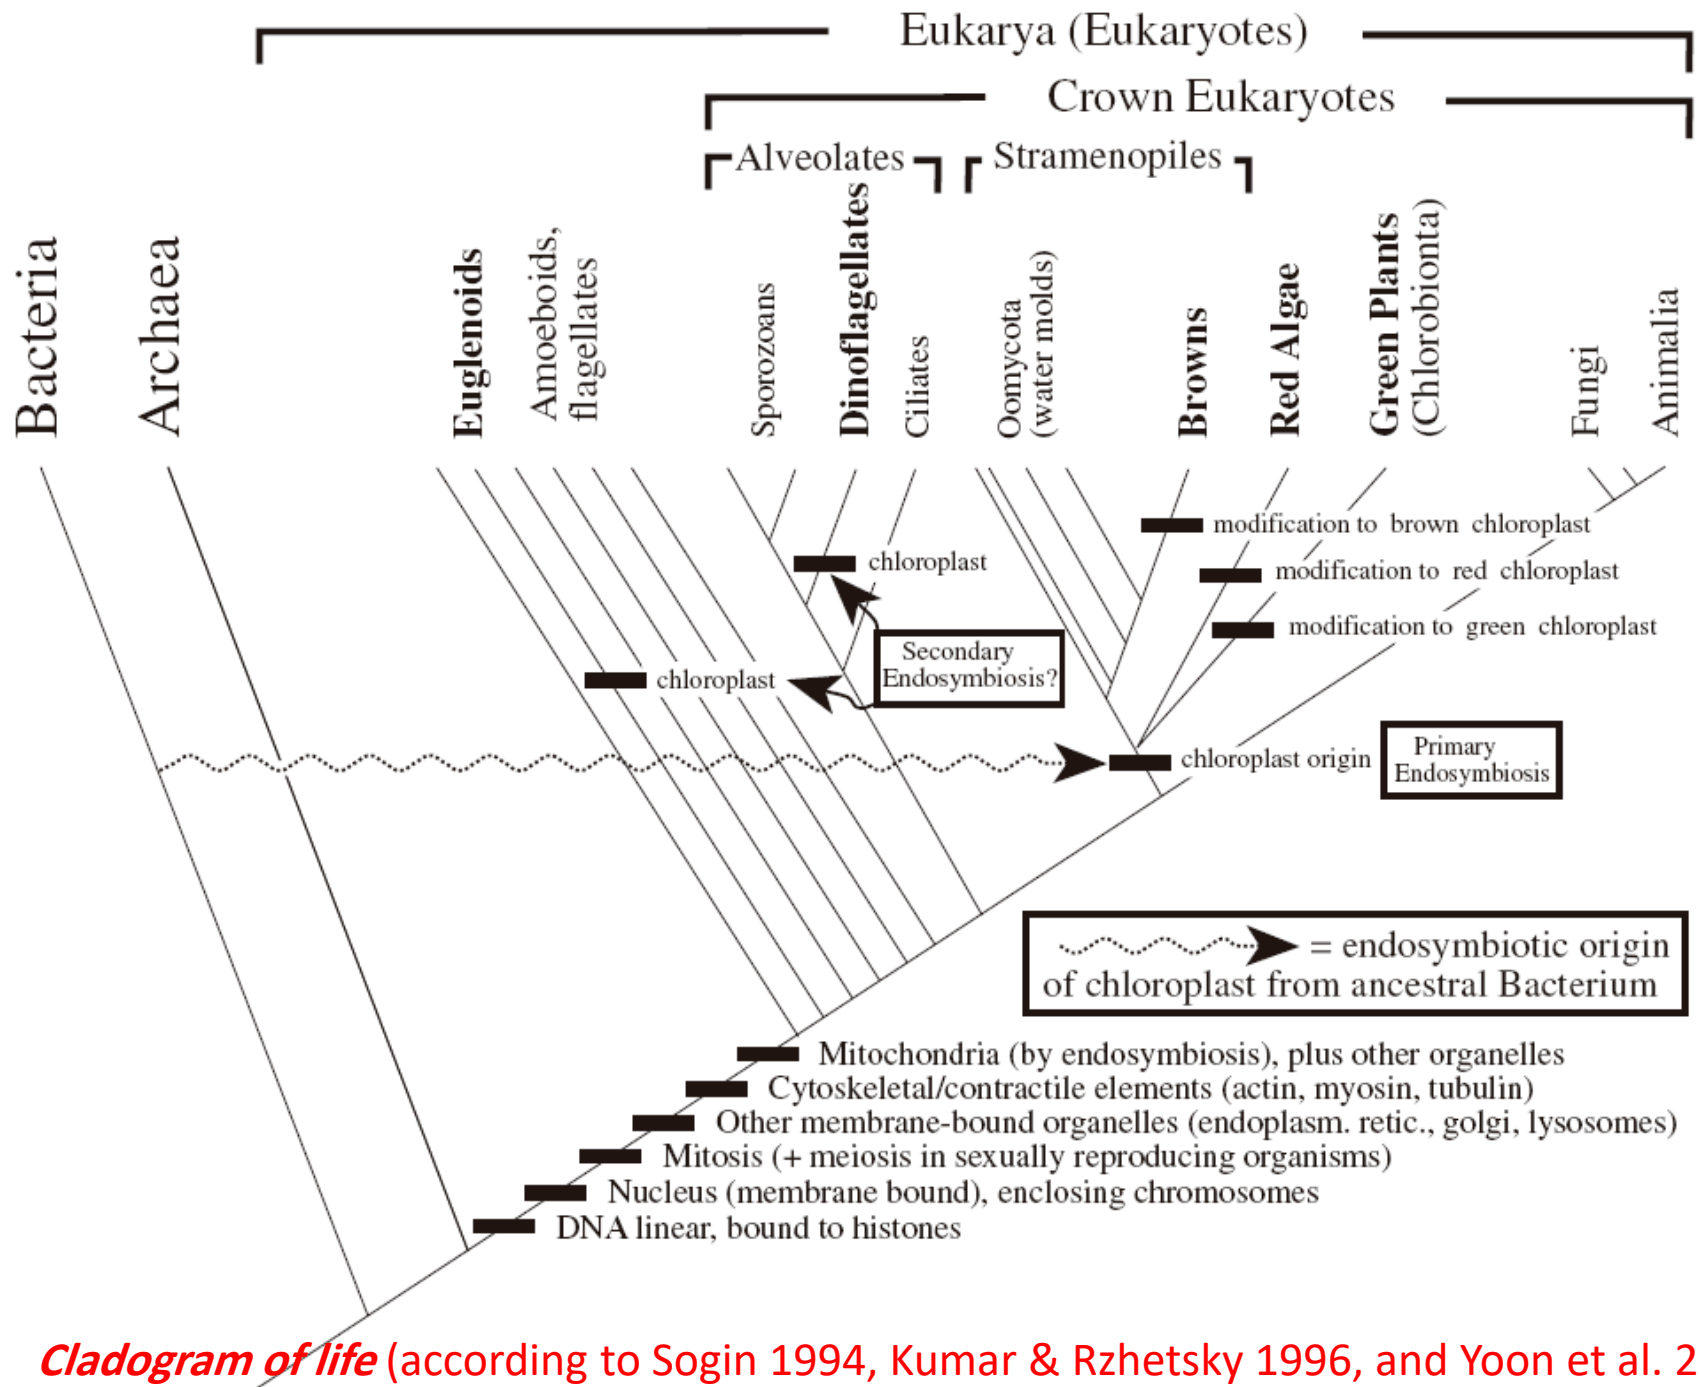 Eukarya (Eukaryotes)
Crown Eukaryotes
Alveolates
Stramenopiles
Bacteria
Archaea
Euglenoids
Amoeboids,
flagellates
Sporozoans
Dinoflagellates
Ciliates
Oomycota
(water molds)
Browns
Red Algae
Green Plants
(Chlorobionta)
Fungi
Animalia
modification to brown chloroplast
chloroplast
modification to red chloroplast
modification to green chloroplast
Secondary
Endosymbiosis?
chloroplast
chloroplast origin
Primary
Endosymbiosis
= endosymbiotic origin
of chloroplast from ancestral Bacterium
Mitochondria (by endosymbiosis), plus other organelles
Cytoskeletal/contractile elements (actin, myosin, tubulin)
Other membrane-bound organelles (endoplasm. retic., golgi, lysosomes)
Mitosis (+ meiosis in sexually reproducing organisms)
Nucleus (membrane bound), enclosing chromosomes
DNA linear, bound to histones
Cladogram of life (according to Sogin 1994, Kumar & Rzhetsky 1996, and Yoon et al. 2